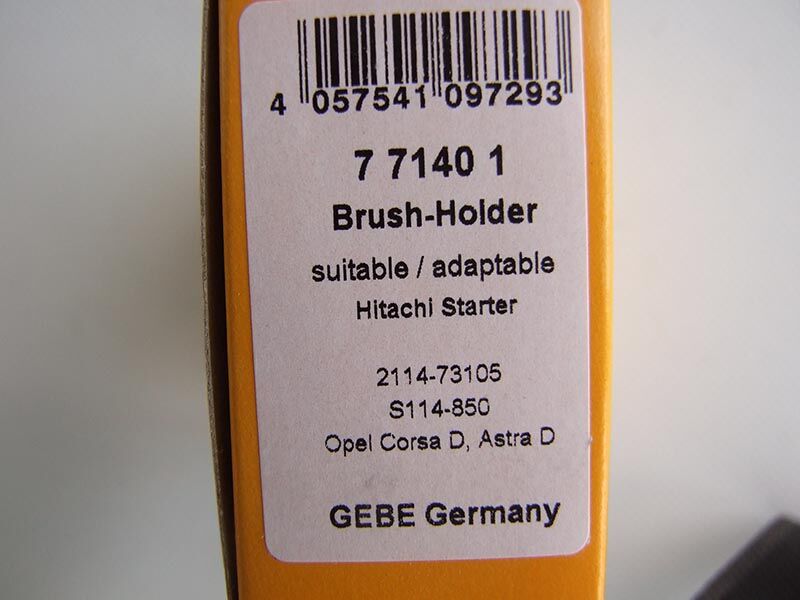 4 057541 097293
7 7140 1
Brush-Holder
suitable / adaptable
Hitachi Starter
2114-73105
S114-850
Opel Corsa D, Astra D
GEBE Germany